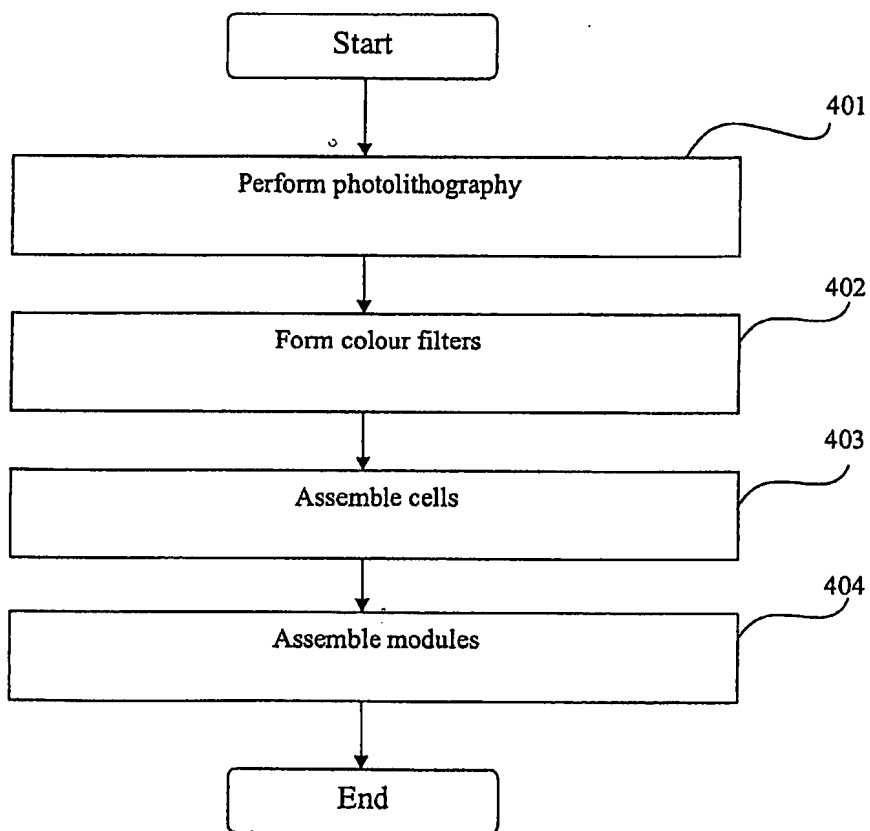 Start
401
Perform photolithography
402
Form colour filters
403
Assemble cells
404
Assemble modules
End